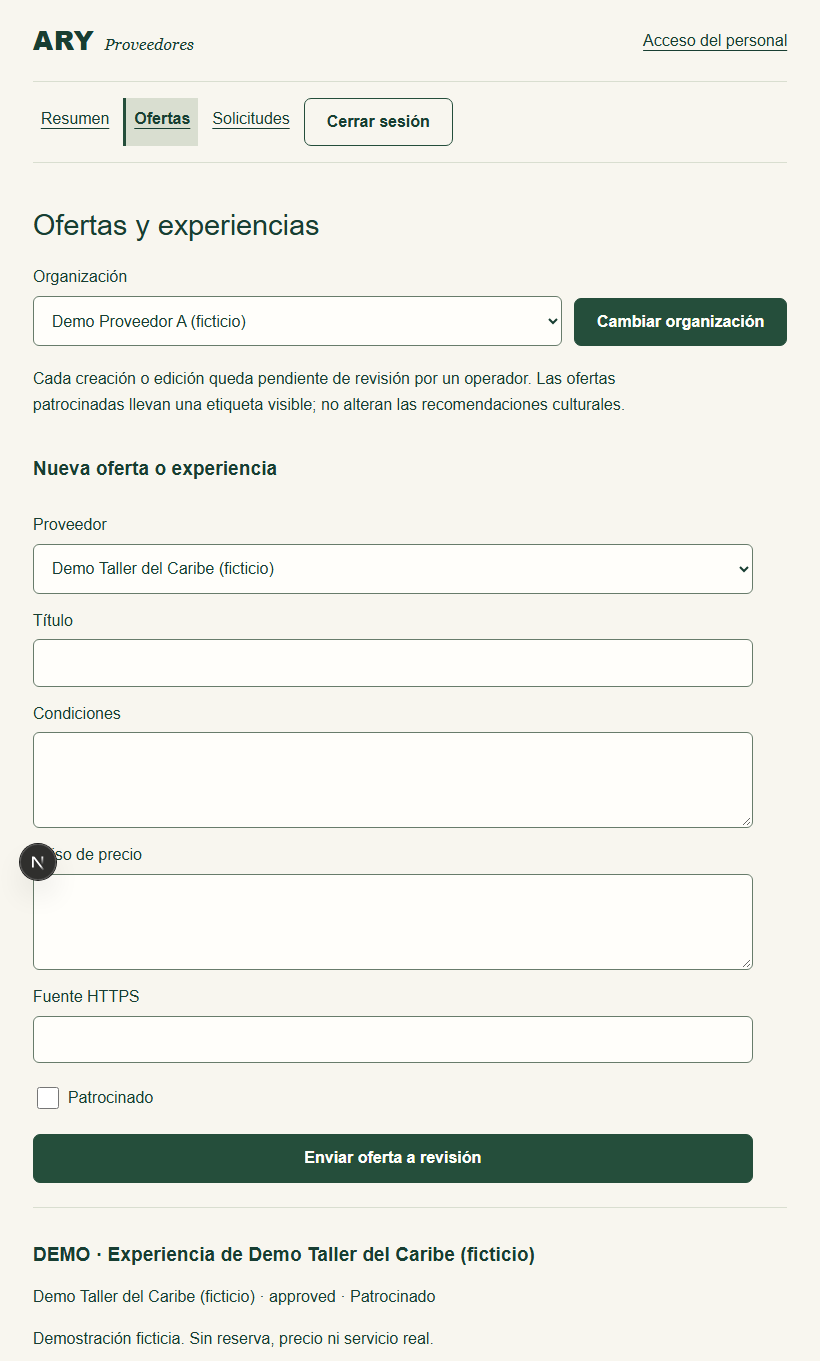 ARY Proveedores
Acceso del personal
Resumen
Ofertas
Solicitudes
Cerrar sesión
Ofertas y experiencias
Organización
Demo Proveedor A (ficticio)
Cambiar organización
Cada creación o edición queda pendiente de revisión por un operador. Las ofertas
patrocinadas llevan una etiqueta visible; no alteran las recomendaciones culturales.
Nueva oferta o experiencia
Proveedor
Demo Taller del Caribe (ficticio)
Título
Condiciones
N
de precio
Fuente HTTPS
Patrocinado
Enviar oferta a revisión
DEMO · Experiencia de Demo Taller del Caribe (ficticio)
Demo Taller del Caribe (ficticio) · approved · Patrocinado
Demostración ficticia. Sin reserva, precio ni servicio real.